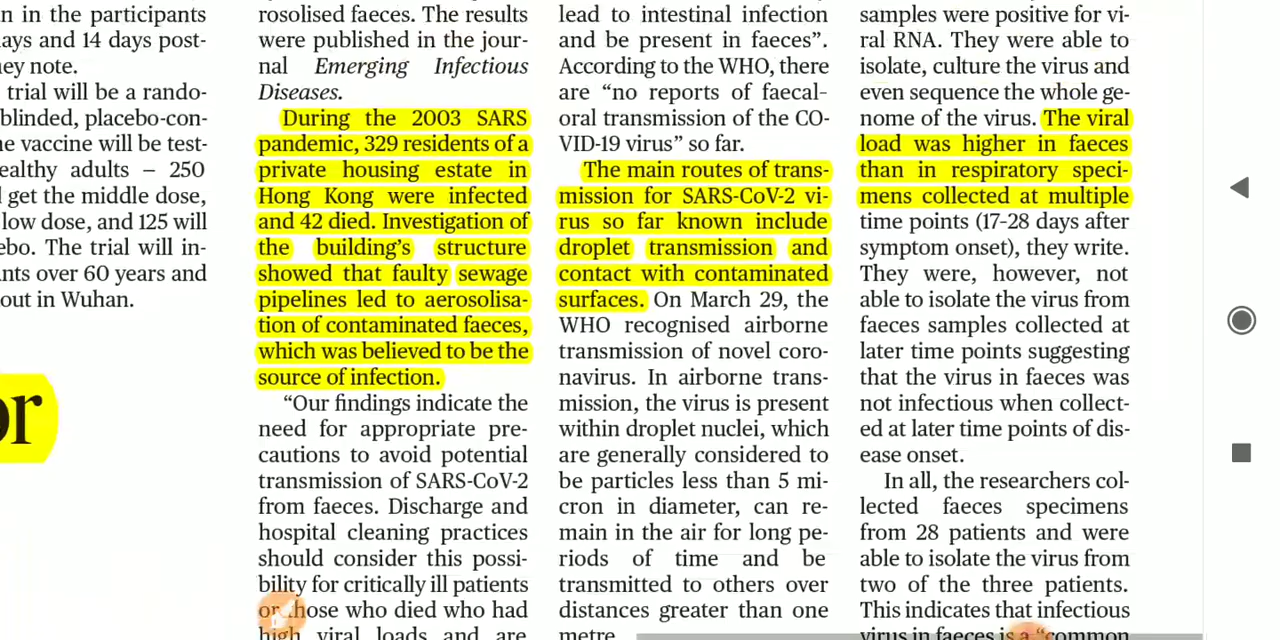 n in the participants
ays and 14 days post-
ey note.
trial will be a rando-
blinded, placebo-con-
e vaccine will be test-
ealthy adults – 250
get the middle dose,
low dose, and 125 will
ebo. The trial will in-
nts over 60 years and
out in Wuhan.
or
rosolised faeces. The results
were published in the jour-
nal Emerging Infectious
Diseases.
During the 2003 SARS
pandemic, 329 residents of a
private housing estate in
Hong Kong were infected
and 42 died. Investigation of
the building's structure
showed that faulty sewage
pipelines led to aerosolisa-
tion of contaminated faeces,
which was believed to be the
source of infection.
“Our findings indicate the
need for appropriate pre-
cautions to avoid potential
transmission of SARS-CoV-2
from faeces. Discharge and
hospital cleaning practices
should consider this possi-
bility for critically ill patients
or those who died who had
high viral loads and are
lead to intestinal infection
and be present in faeces”.
According to the WHO, there
are “no reports of faecal-
oral transmission of the CO-
VID-19 virus” so far.
The main routes of trans-
mission for SARS-CoV-2 vi-
rus so far known include
droplet transmission and
contact with contaminated
surfaces. On March 29, the
WHO recognised airborne
transmission of novel coro-
navirus. In airborne trans-
mission, the virus is present
within droplet nuclei, which
are generally considered to
be particles less than 5 mi-
cron in diameter, can re-
main in the air for long pe-
riods of time and be
transmitted to others over
distances greater than one
metre
samples were positive for vi-
ral RNA. They were able to
isolate, culture the virus and
even sequence the whole ge-
nome of the virus. The viral
load was higher in faeces
than in respiratory speci-
mens collected at multiple
time points (17-28 days after
symptom onset), they write.
They were, however, not
able to isolate the virus from
faeces samples collected at
later time points suggesting
that the virus in faeces was
not infectious when collect-
ed at later time points of dis-
ease onset.
In all, the researchers col-
lected faeces specimens
from 28 patients and were
able to isolate the virus from
two of the three patients.
This indicates that infectious
virus in faeces is a “common